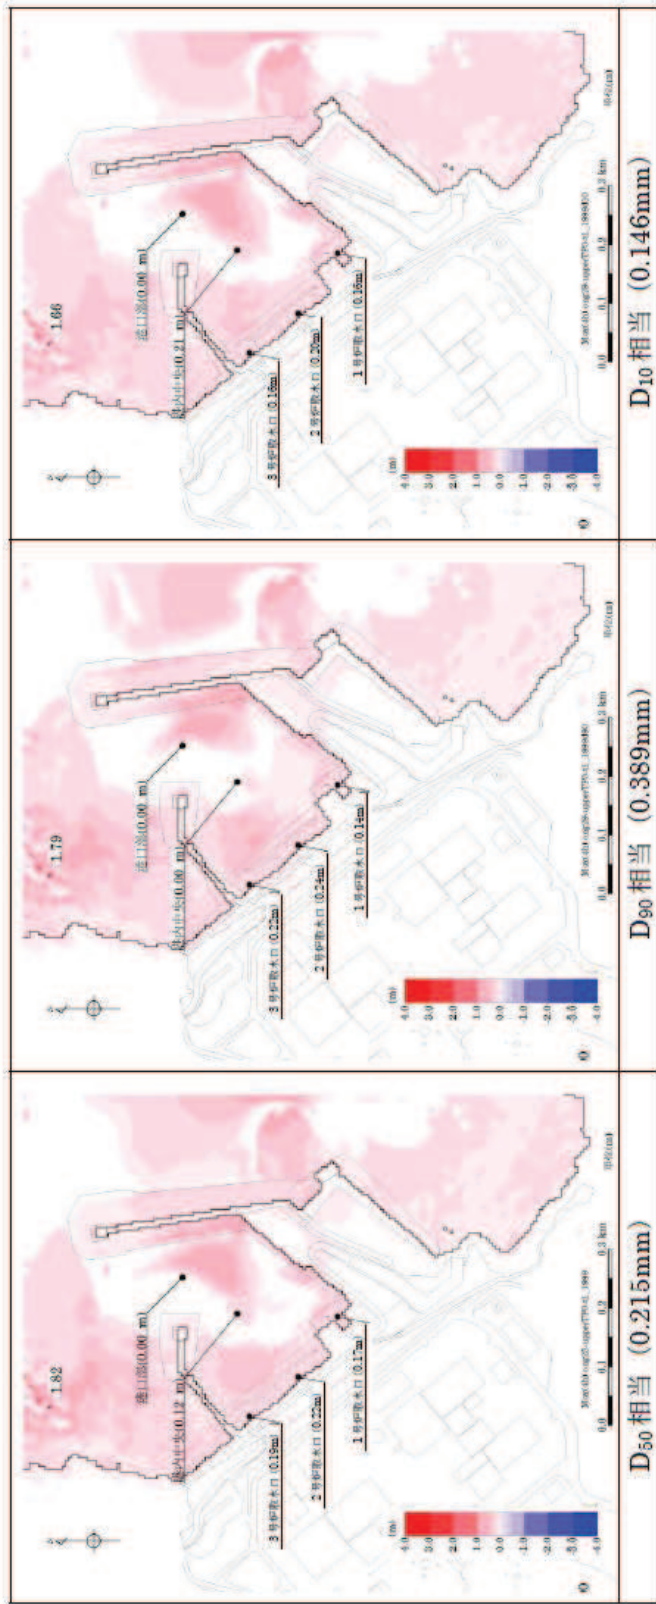 1.82
港口部(0.00 m)
港内中央(0.12 m)
3号炉取水口(0.19m)
2号炉取水口(0.22m)
1号炉取水口(0.17m)
(m)
4.0
3.0
2.0
1.0
0.0
-1.0
-2.0
-3.0
-4.0
0.0 0.1 0.2 0.3 km
単位(m)
D50 相当 (0.215mm)
1.79
港口部(0.00 m)
港内中央(0.00 m)
3号炉取水口(0.22m)
2号炉取水口(0.24m)
1号炉取水口(0.14m)
(m)
4.0
3.0
2.0
1.0
0.0
-1.0
-2.0
-3.0
-4.0
0.0 0.1 0.2 0.3 km
単位(m)
D90 相当 (0.389mm)
1.66
港口部(0.00 m)
港内中央(0.21 m)
3号炉取水口(0.16m)
2号炉取水口(0.20m)
1号炉取水口(0.16m)
(m)
4.0
3.0
2.0
1.0
0.0
-1.0
-2.0
-3.0
-4.0
0.0 0.1 0.2 0.3 km
単位(m)
D10 相当 (0.146mm)